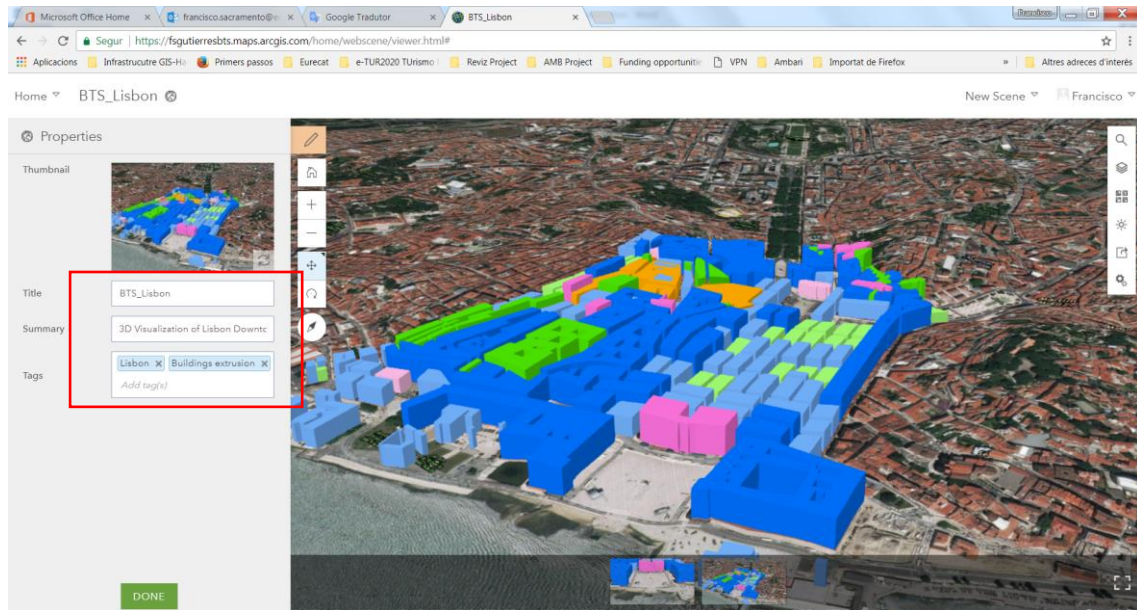 Microsoft Office Home
francisco.sacramento@e
Google Tradutor
BTS_Lisbon
Francisco
Segur | https://fsgutierresbts.maps.arcgis.com/home/webscene/viewer.html#
Aplicacions
Infrastrucutre GIS-Ha
Primers passos
Eurecat
e-TUR2020 TUrismo
Reviz Project
AMB Project
Funding opportuniti
VPN
Ambari
Importat de Firefox
»
Altres adreces d'interès
Home
BTS_Lisbon
New Scene
Francisco
Properties
Thumbnail
Title
BTS_Lisbon
Summary
3D Visualization of Lisbon Downtc
Tags
Lisbon x
Buildings extrusion x
Add tag(s)
DONE